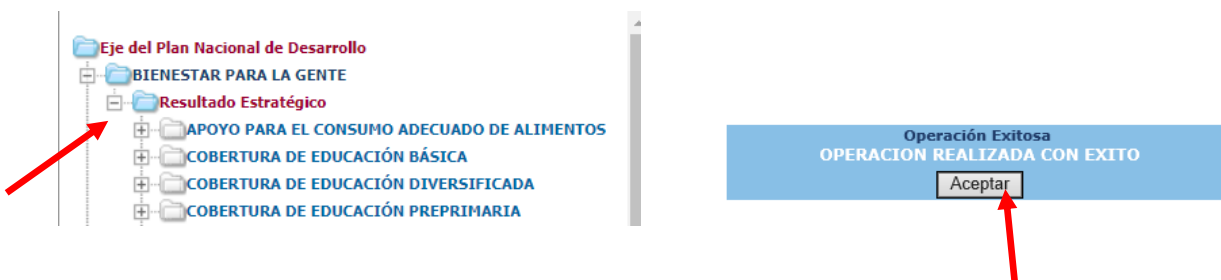 Eje del Plan Nacional de Desarrollo
BIENESTAR PARA LA GENTE
Resultado Estratégico
APOYO PARA EL CONSUMO ADECUADO DE ALIMENTOS
COBERTURA DE EDUCACIÓN BÁSICA
COBERTURA DE EDUCACIÓN DIVERSIFICADA
COBERTURA DE EDUCACIÓN PREPRIMARIA
Operación Exitosa
OPERACION REALIZADA CON EXITO
Aceptar